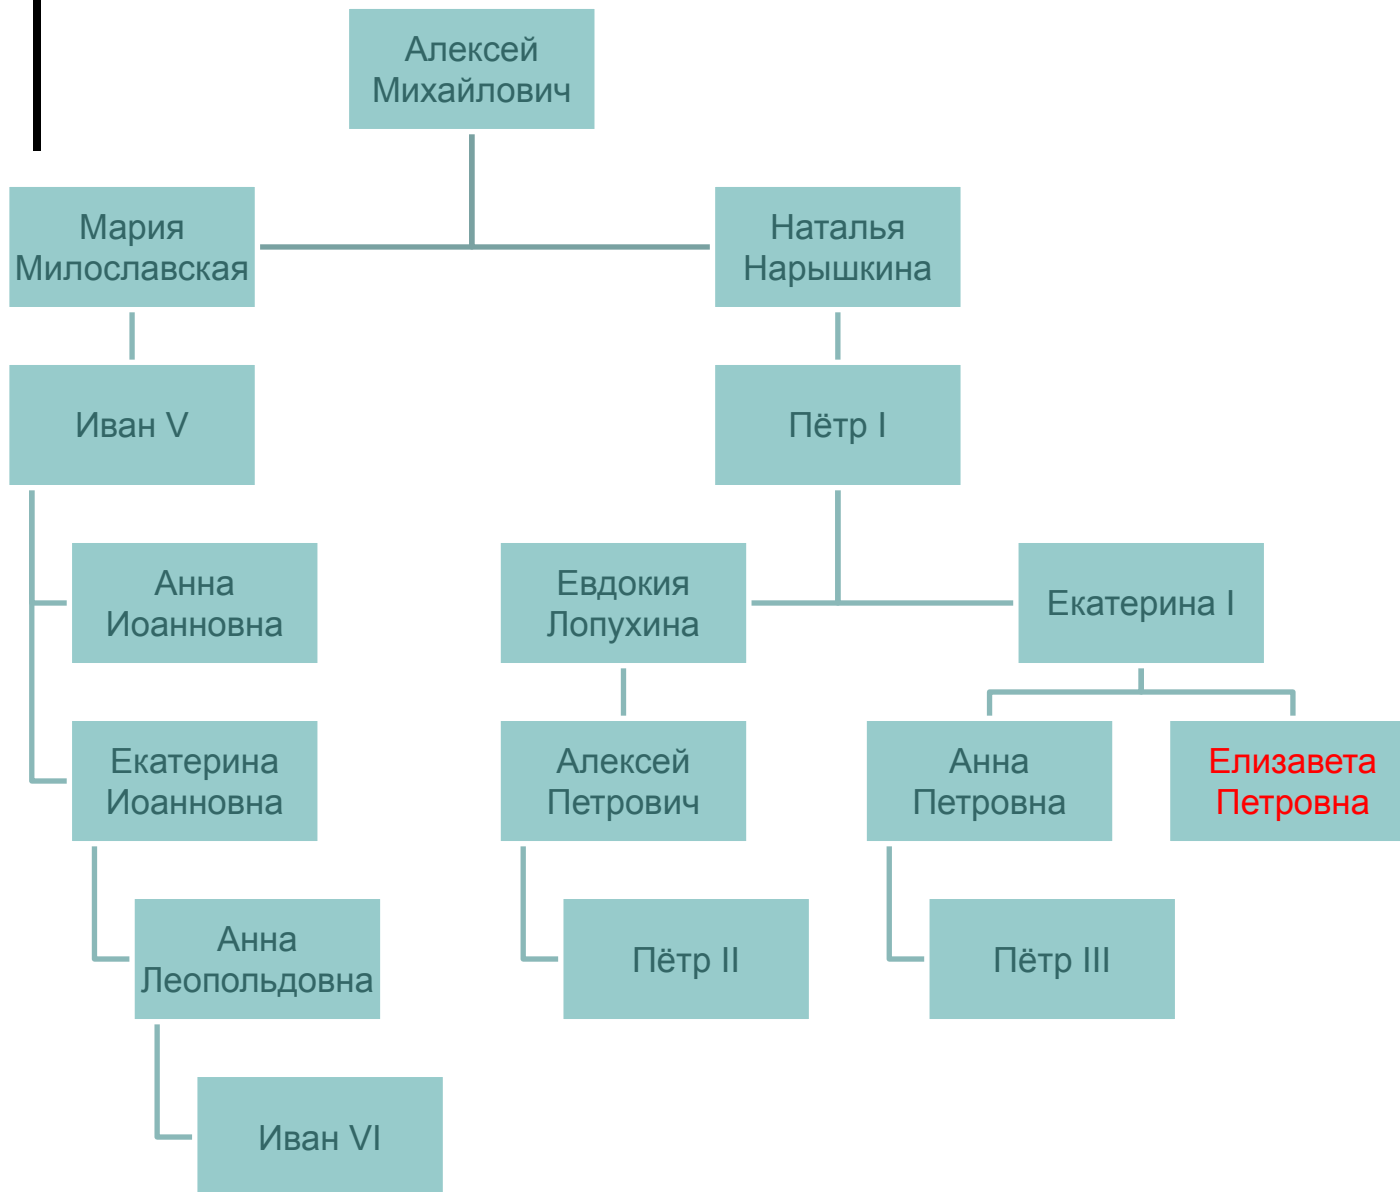 Алексей
Михайлович
Мария
Милославская
Наталья
Нарышкина
Иван V
Пётр I
Анна
Иоанновна
Евдокия
Лопухина
Екатерина I
Екатерина
Иоанновна
Алексей
Петрович
Анна
Петровна
Елизавета
Петровна
Анна
Леопольдовна
Пётр II
Пётр III
Иван VI